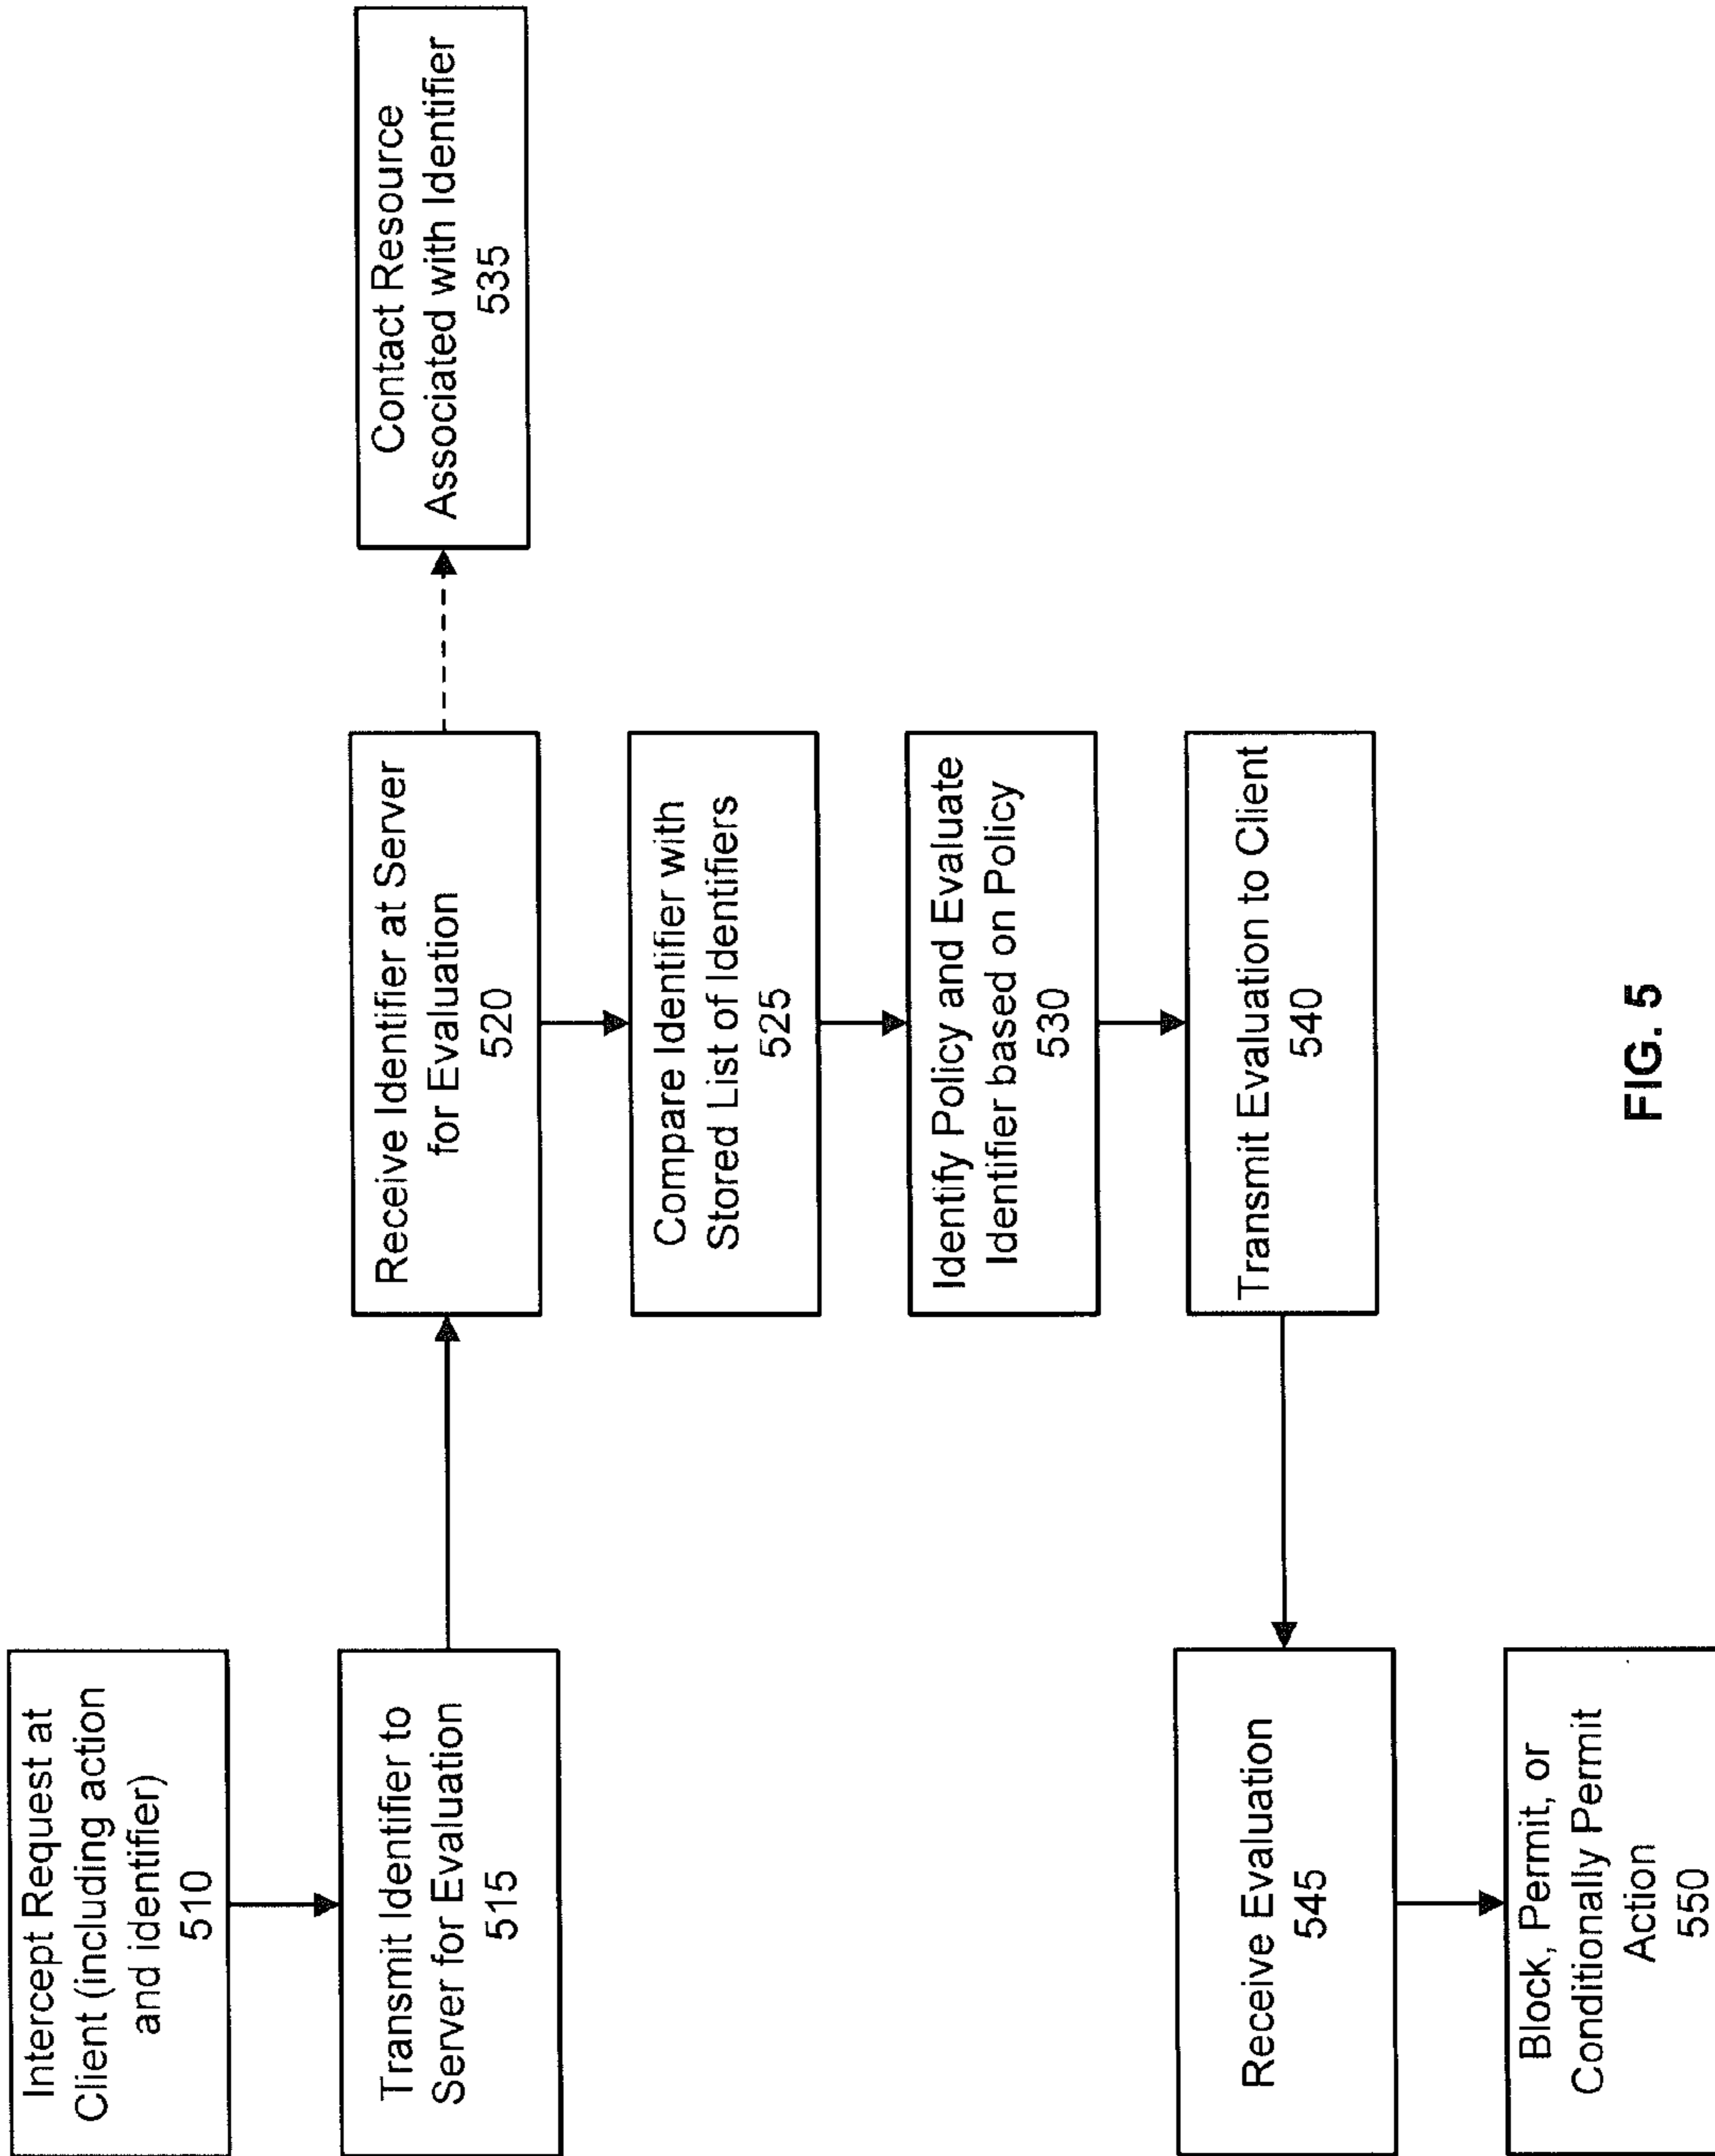 Intercept Request at
Client (including action
and identifier)
510
Transmit Identifier to
Server for Evaluation
515
Receive Identifier at Server
for Evaluation
520
Contact Resource
Associated with Identifier
535
Compare Identifier with
Stored List of Identifiers
525
Identify Policy and Evaluate
Identifier based on Policy
530
Transmit Evaluation to Client
540
Receive Evaluation
545
Block, Permit, or
Conditionally Permit
Action
550
FIG. 5